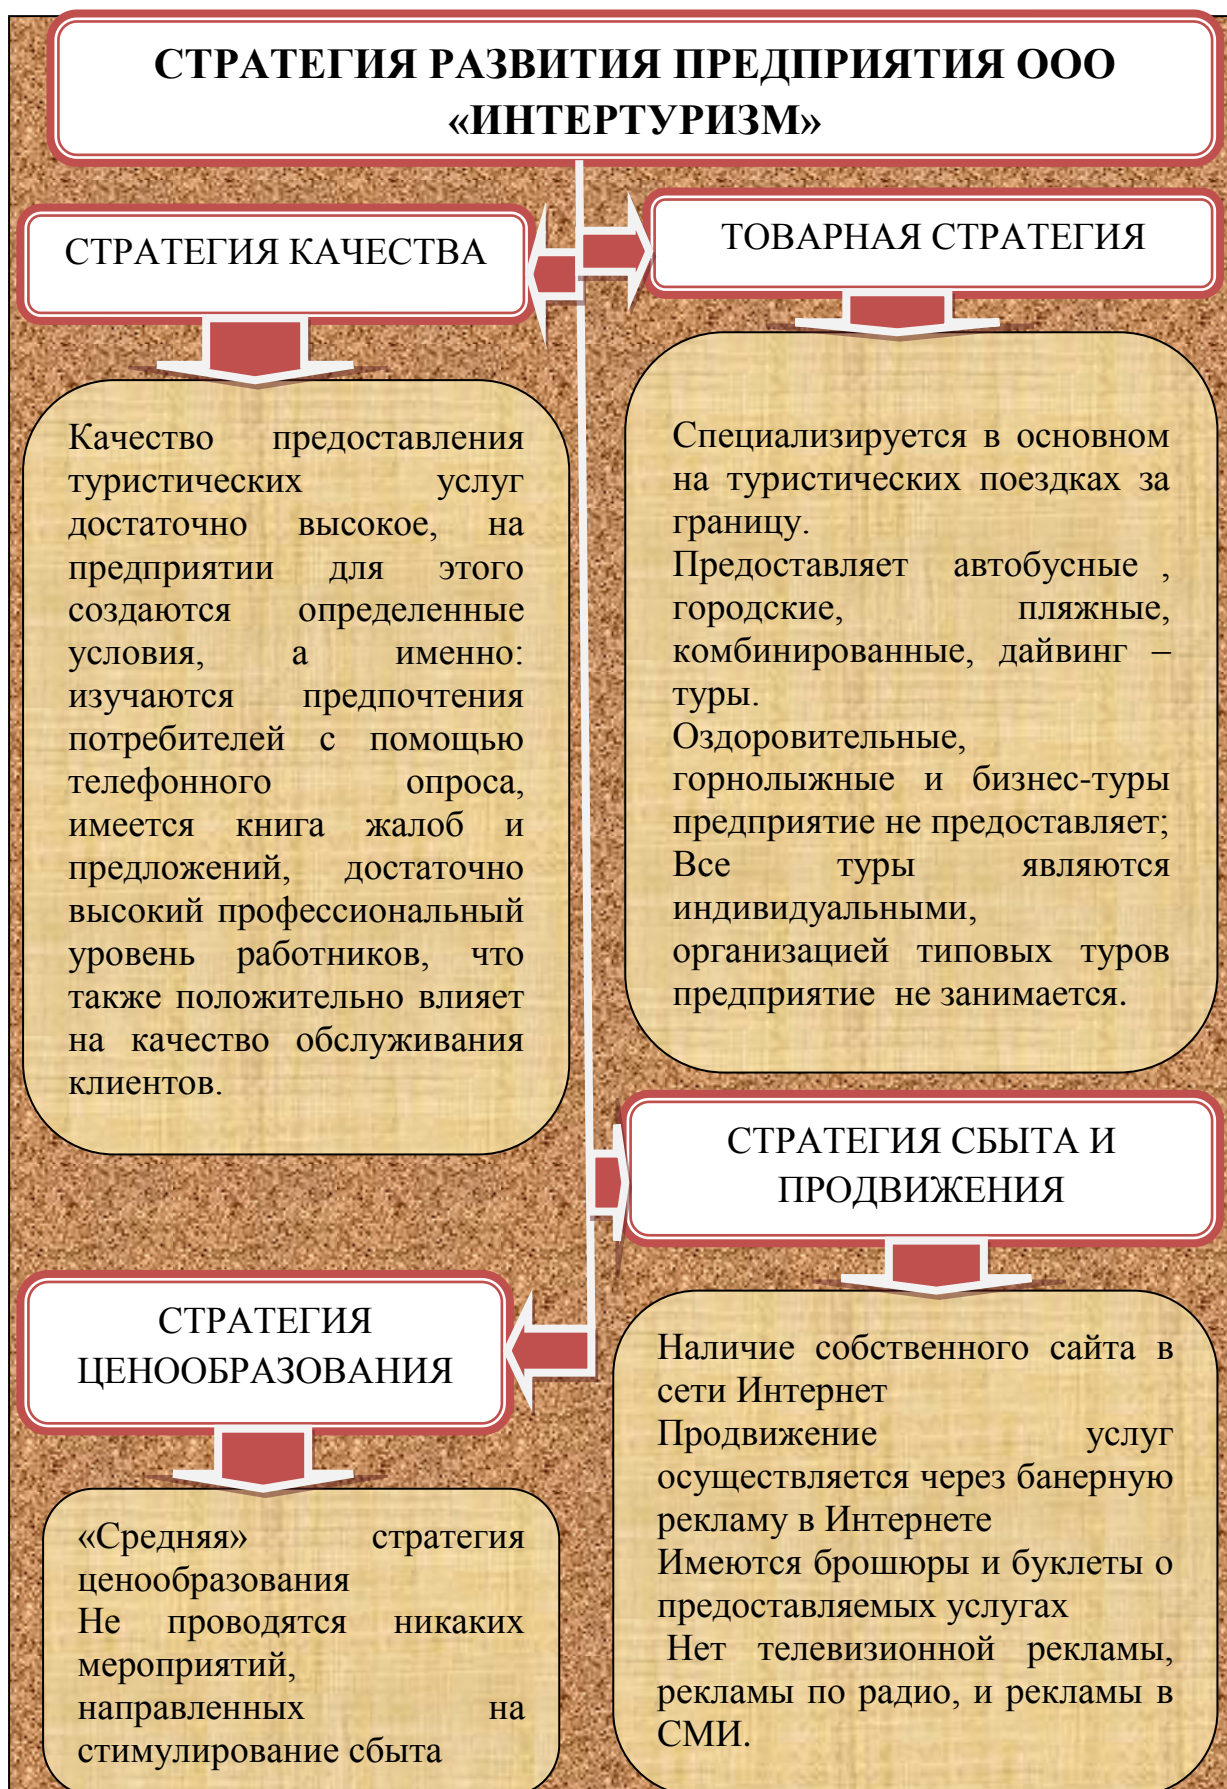 СТРАТЕГИЯ РАЗВИТИЯ ПРЕДПРИЯТИЯ ООО
«ИНТЕРТУРИЗМ»
СТРАТЕГИЯ КАЧЕСТВА
ТОВАРНАЯ СТРАТЕГИЯ
Качество предоставления
туристических услуг
достаточно высокое, на
предприятии для этого
создаются определенные
условия, а именно:
изучаются предпочтения
потребителей с помощью
телефонного опроса,
имеется книга жалоб и
предложений, достаточно
высокий профессиональный
уровень работников, что
также положительно влияет
на качество обслуживания
клиентов.
Специализируется в основном
на туристических поездках за
границу.
Предоставляет автобусные ,
городские, пляжные,
комбинированные, дайвинг –
туры.
Оздоровительные,
горнолыжные и бизнес-туры
предприятие не предоставляет;
Все туры являются
индивидуальными,
организацией типовых туров
предприятие не занимается.
СТРАТЕГИЯ СБЫТА И
ПРОДВИЖЕНИЯ
СТРАТЕГИЯ
ЦЕНООБРАЗОВАНИЯ
Наличие собственного сайта в
сети Интернет
Продвижение услуг
осуществляется через банерную
рекламу в Интернете
Имеются брошюры и буклеты о
предоставляемых услугах
Нет телевизионной рекламы,
рекламы по радио, и рекламы в
СМИ.
«Средняя» стратегия
ценообразования
Не проводятся никаких
мероприятий,
направленных на
стимулирование сбыта